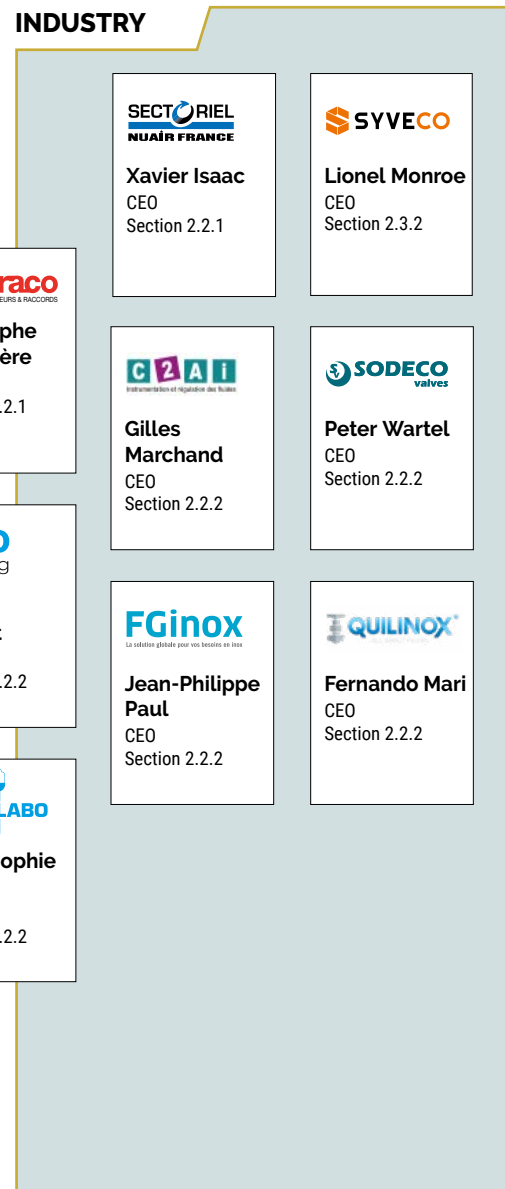 INDUSTRY
SECTORIEL
NUAIR FRANCE
Xavier Isaac
CEO
Section 2.2.1
SYVECO
Lionel Monroe
CEO
Section 2.3.2
raco
EURS & RACCORDS
phe
ère
.2.1
C2Ai
Instrumentation et régulation des fluides
Gilles
Marchand
CEO
Section 2.2.2
SODECO
valves
Peter Wartel
CEO
Section 2.2.2
g
.2.2
FGinox
La solution globale pour vos besoins en inox
Jean-Philippe
Paul
CEO
Section 2.2.2
QUILINOX®
Fernando Mari
CEO
Section 2.2.2
LABO
ophie
.2.2